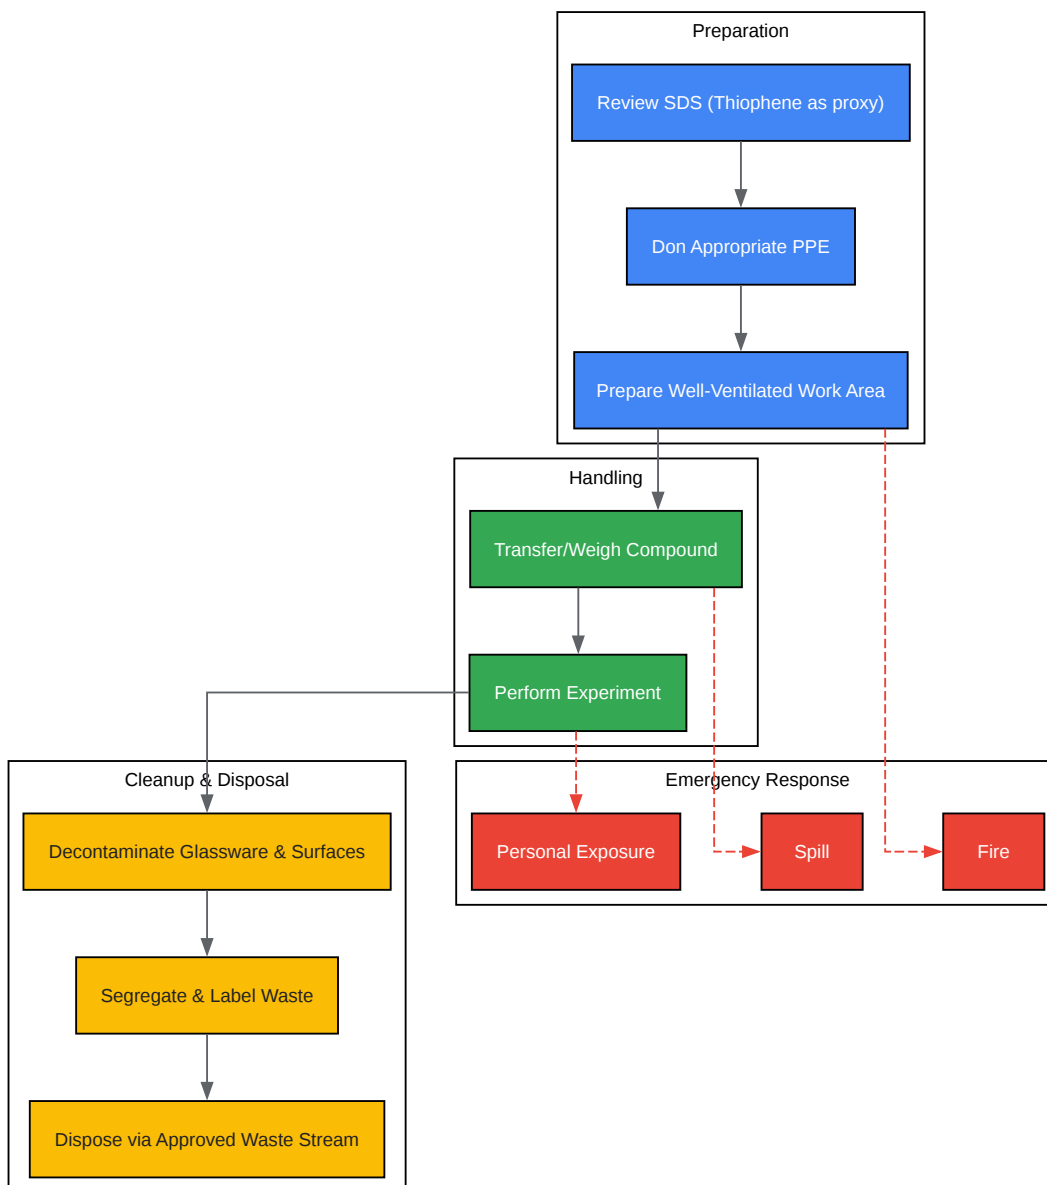 Preparation
Review SDS (Thiophene as proxy)
Don Appropriate PPE
Prepare Well-Ventilated Work Area
Handling
Transfer/Weigh Compound
Perform Experiment
Cleanup & Disposal
Decontaminate Glassware & Surfaces
Segregate & Label Waste
Dispose via Approved Waste Stream
Emergency Response
Personal Exposure
Spill
Fire